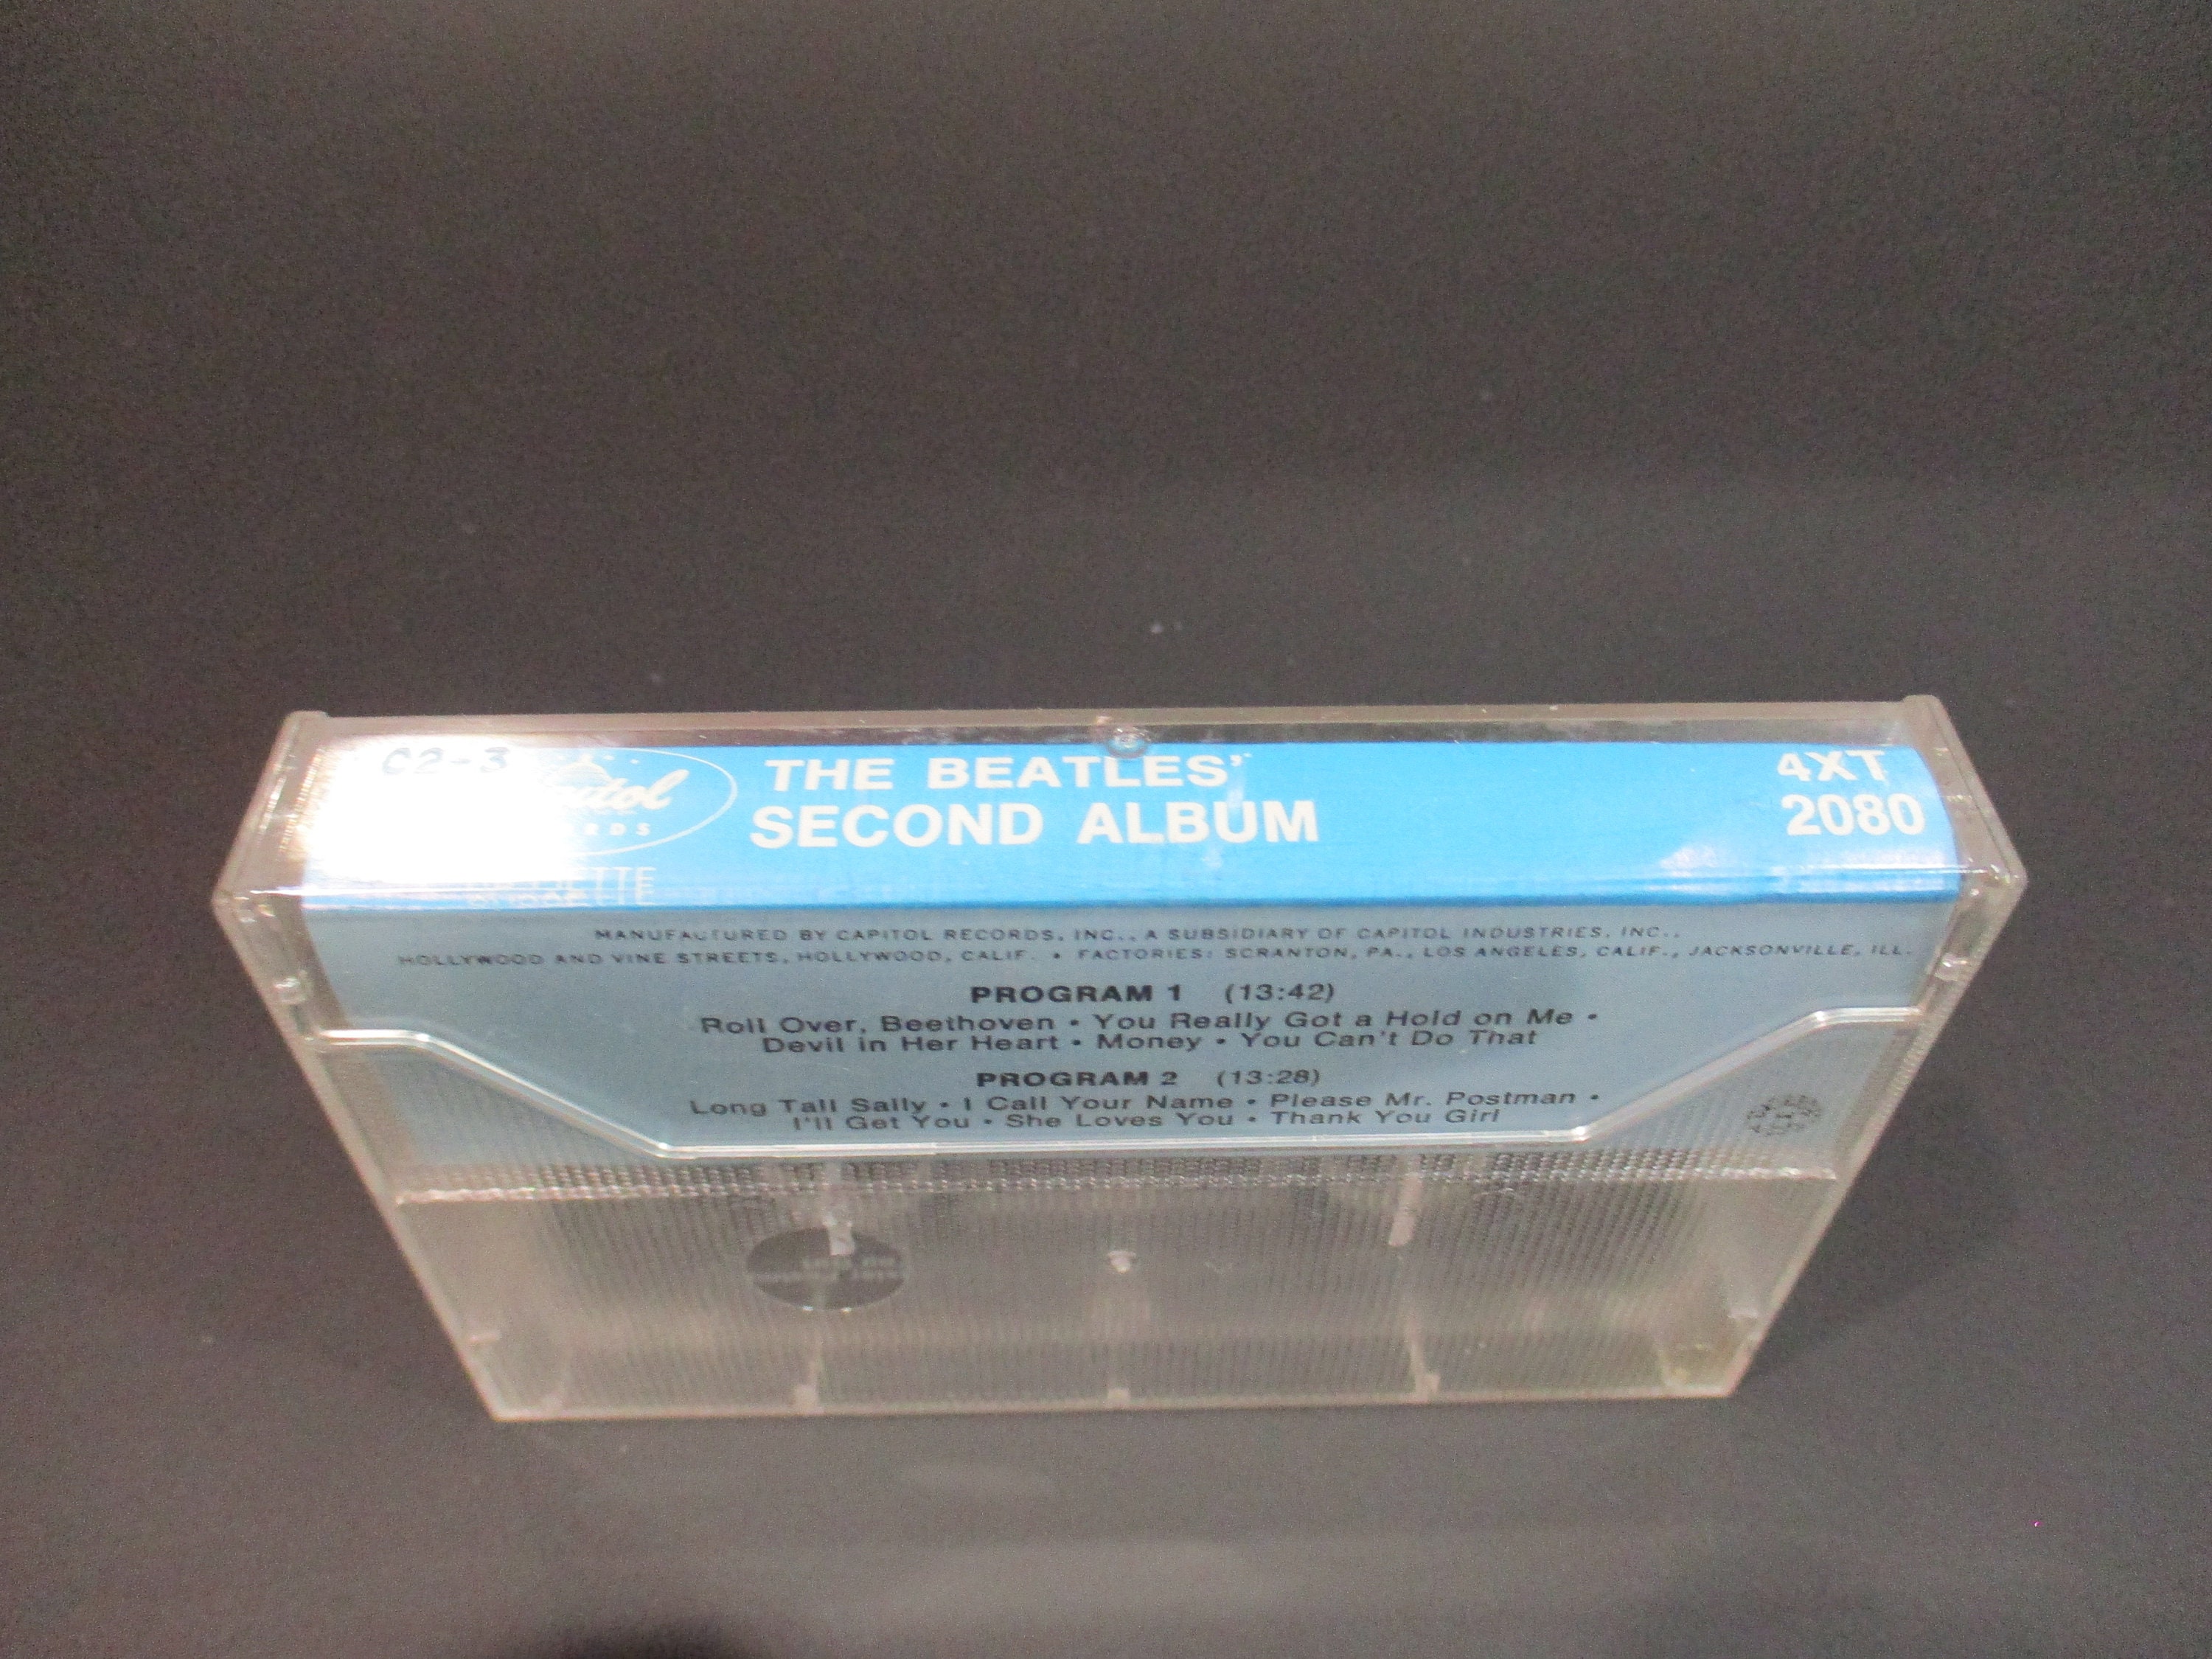 C2-3
THE BEATLES'
SECOND ALBUM
4XT
2080
MANUFACTURED BY CAPITOL RECORDS, INC., A SUBSIDIARY OF CAPITOL INDUSTRIES, INC.,
HOLLYWOOD AND VINE STREETS, HOLLYWOOD, CALIF. • FACTORIES: SCRANTON, PA., LOS ANGELES, CALIF., JACKSONVILLE, ILL.
PROGRAM 1 (13:42)
Roll Over, Beethoven • You Really Got a Hold on Me •
Devil in Her Heart • Money • You Can't Do That
PROGRAM 2 (13:28)
Long Tall Sally • I Call Your Name • Please Mr. Postman •
I'll Get You • She Loves You • Thank You Girl